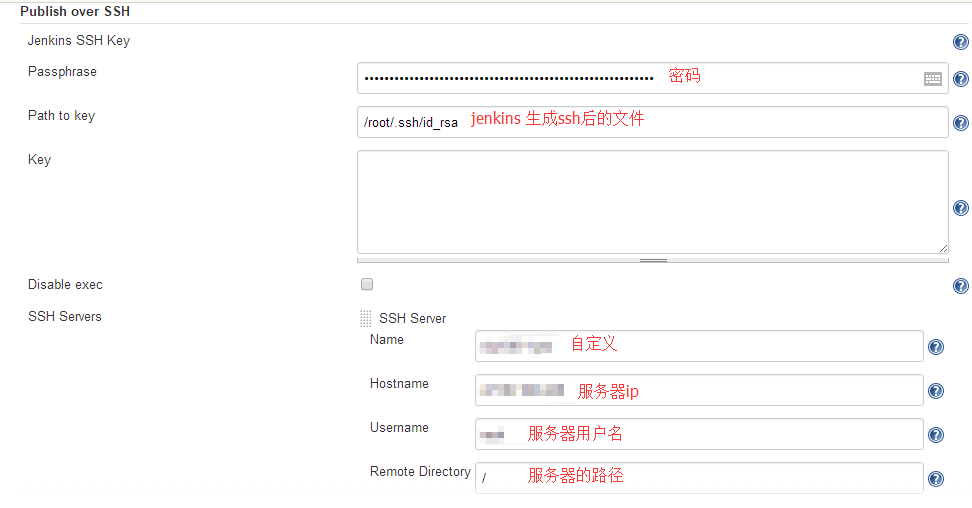 Publish over SSH
Jenkins SSH Key
Passphrase 密码
Path to key /root/.ssh/id_rsa jenkins 生成ssh后的文件
Key
Disable exec
SSH Servers SSH Server
Name 自定义
Hostname 服务器ip
Username 服务器用户名
Remote Directory / 服务器的路径